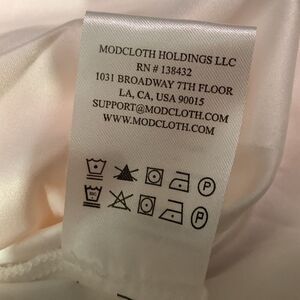 MODCLOTH HOLDINGS LLC
RN # 138432
1031 BROADWAY 7TH FLOOR
LA, CA, USA 90015
SUPPORT@MODCLOTH.COM
WWW.MODCLOTH.COM
P
P